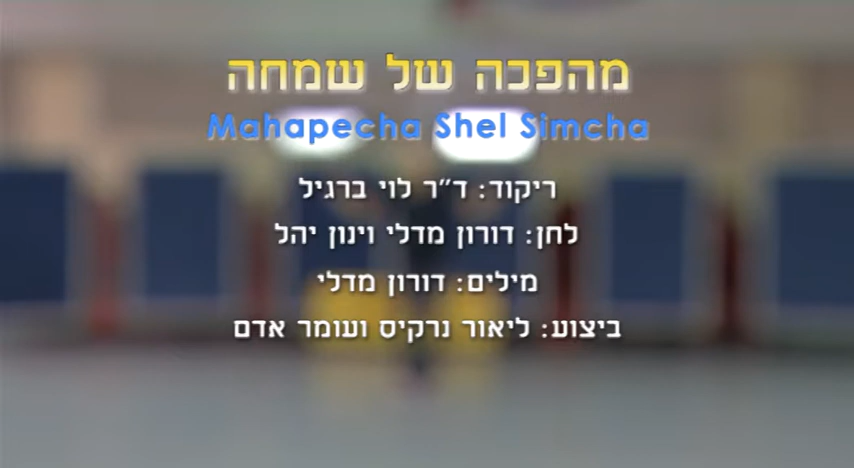 מהפכה של שמחה
Mahapecha Shel Simcha
ריקוד: ד"ר לוי ברגיל
לחן: דורון מדלי וינון יהל
מילים: דורון מדלי
ביצוע: ליאור נרקיס ועומר אדם